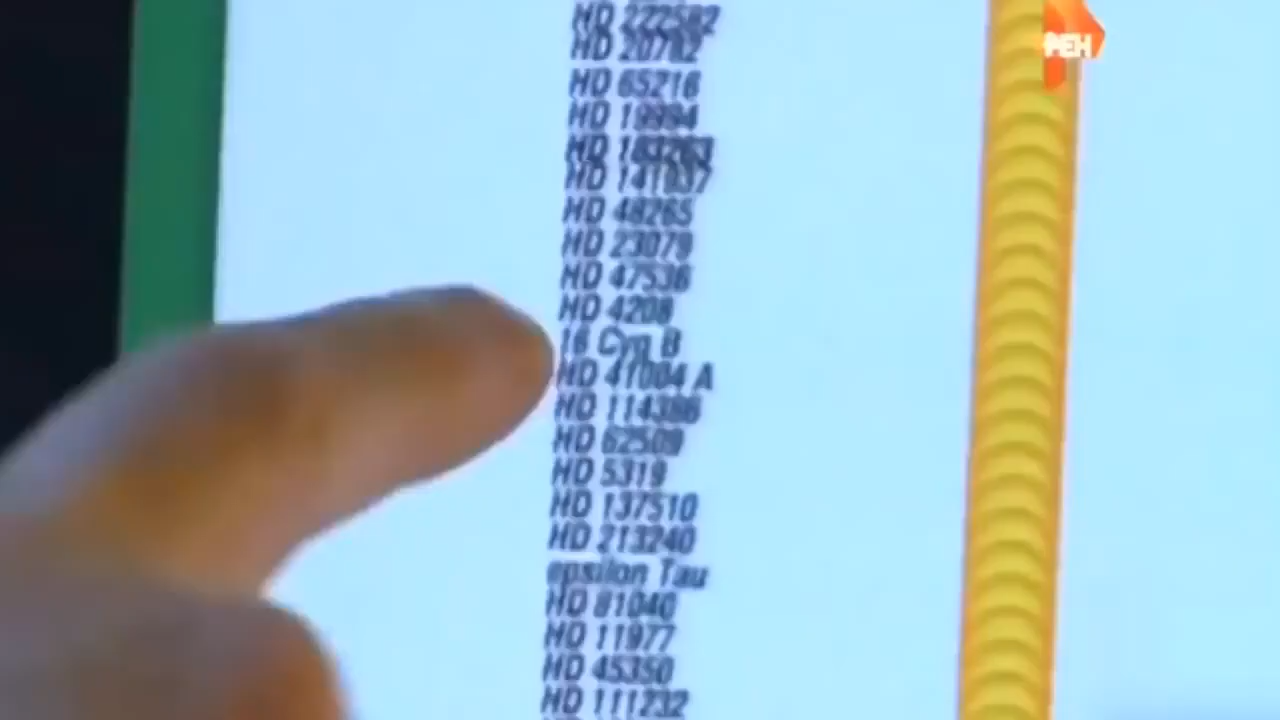 HD 222582
HD 20782
HD 65216
HD 19994
HD 183263
HD 141937
HD 48265
HD 23079
HD 47536
HD 4208
16 Cyg B
HD 41004 A
HD 114386
HD 62509
HD 5319
HD 137510
HD 213240
epsilon Tau
HD 81040
HD 11977
HD 45350
HD 111232
РЕН